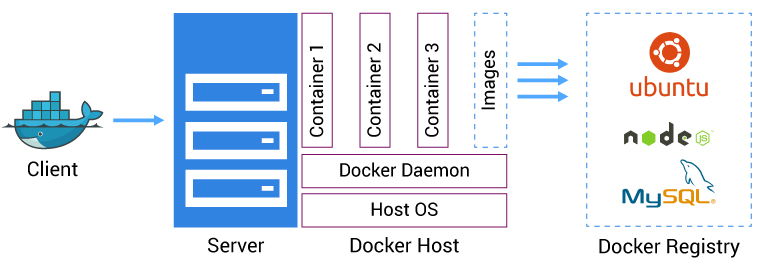 Client
Server
Container 1
Container 2
Container 3
Images
Docker Daemon
Host OS
Docker Host
ubuntu
node
JS
MySQL®
Docker Registry